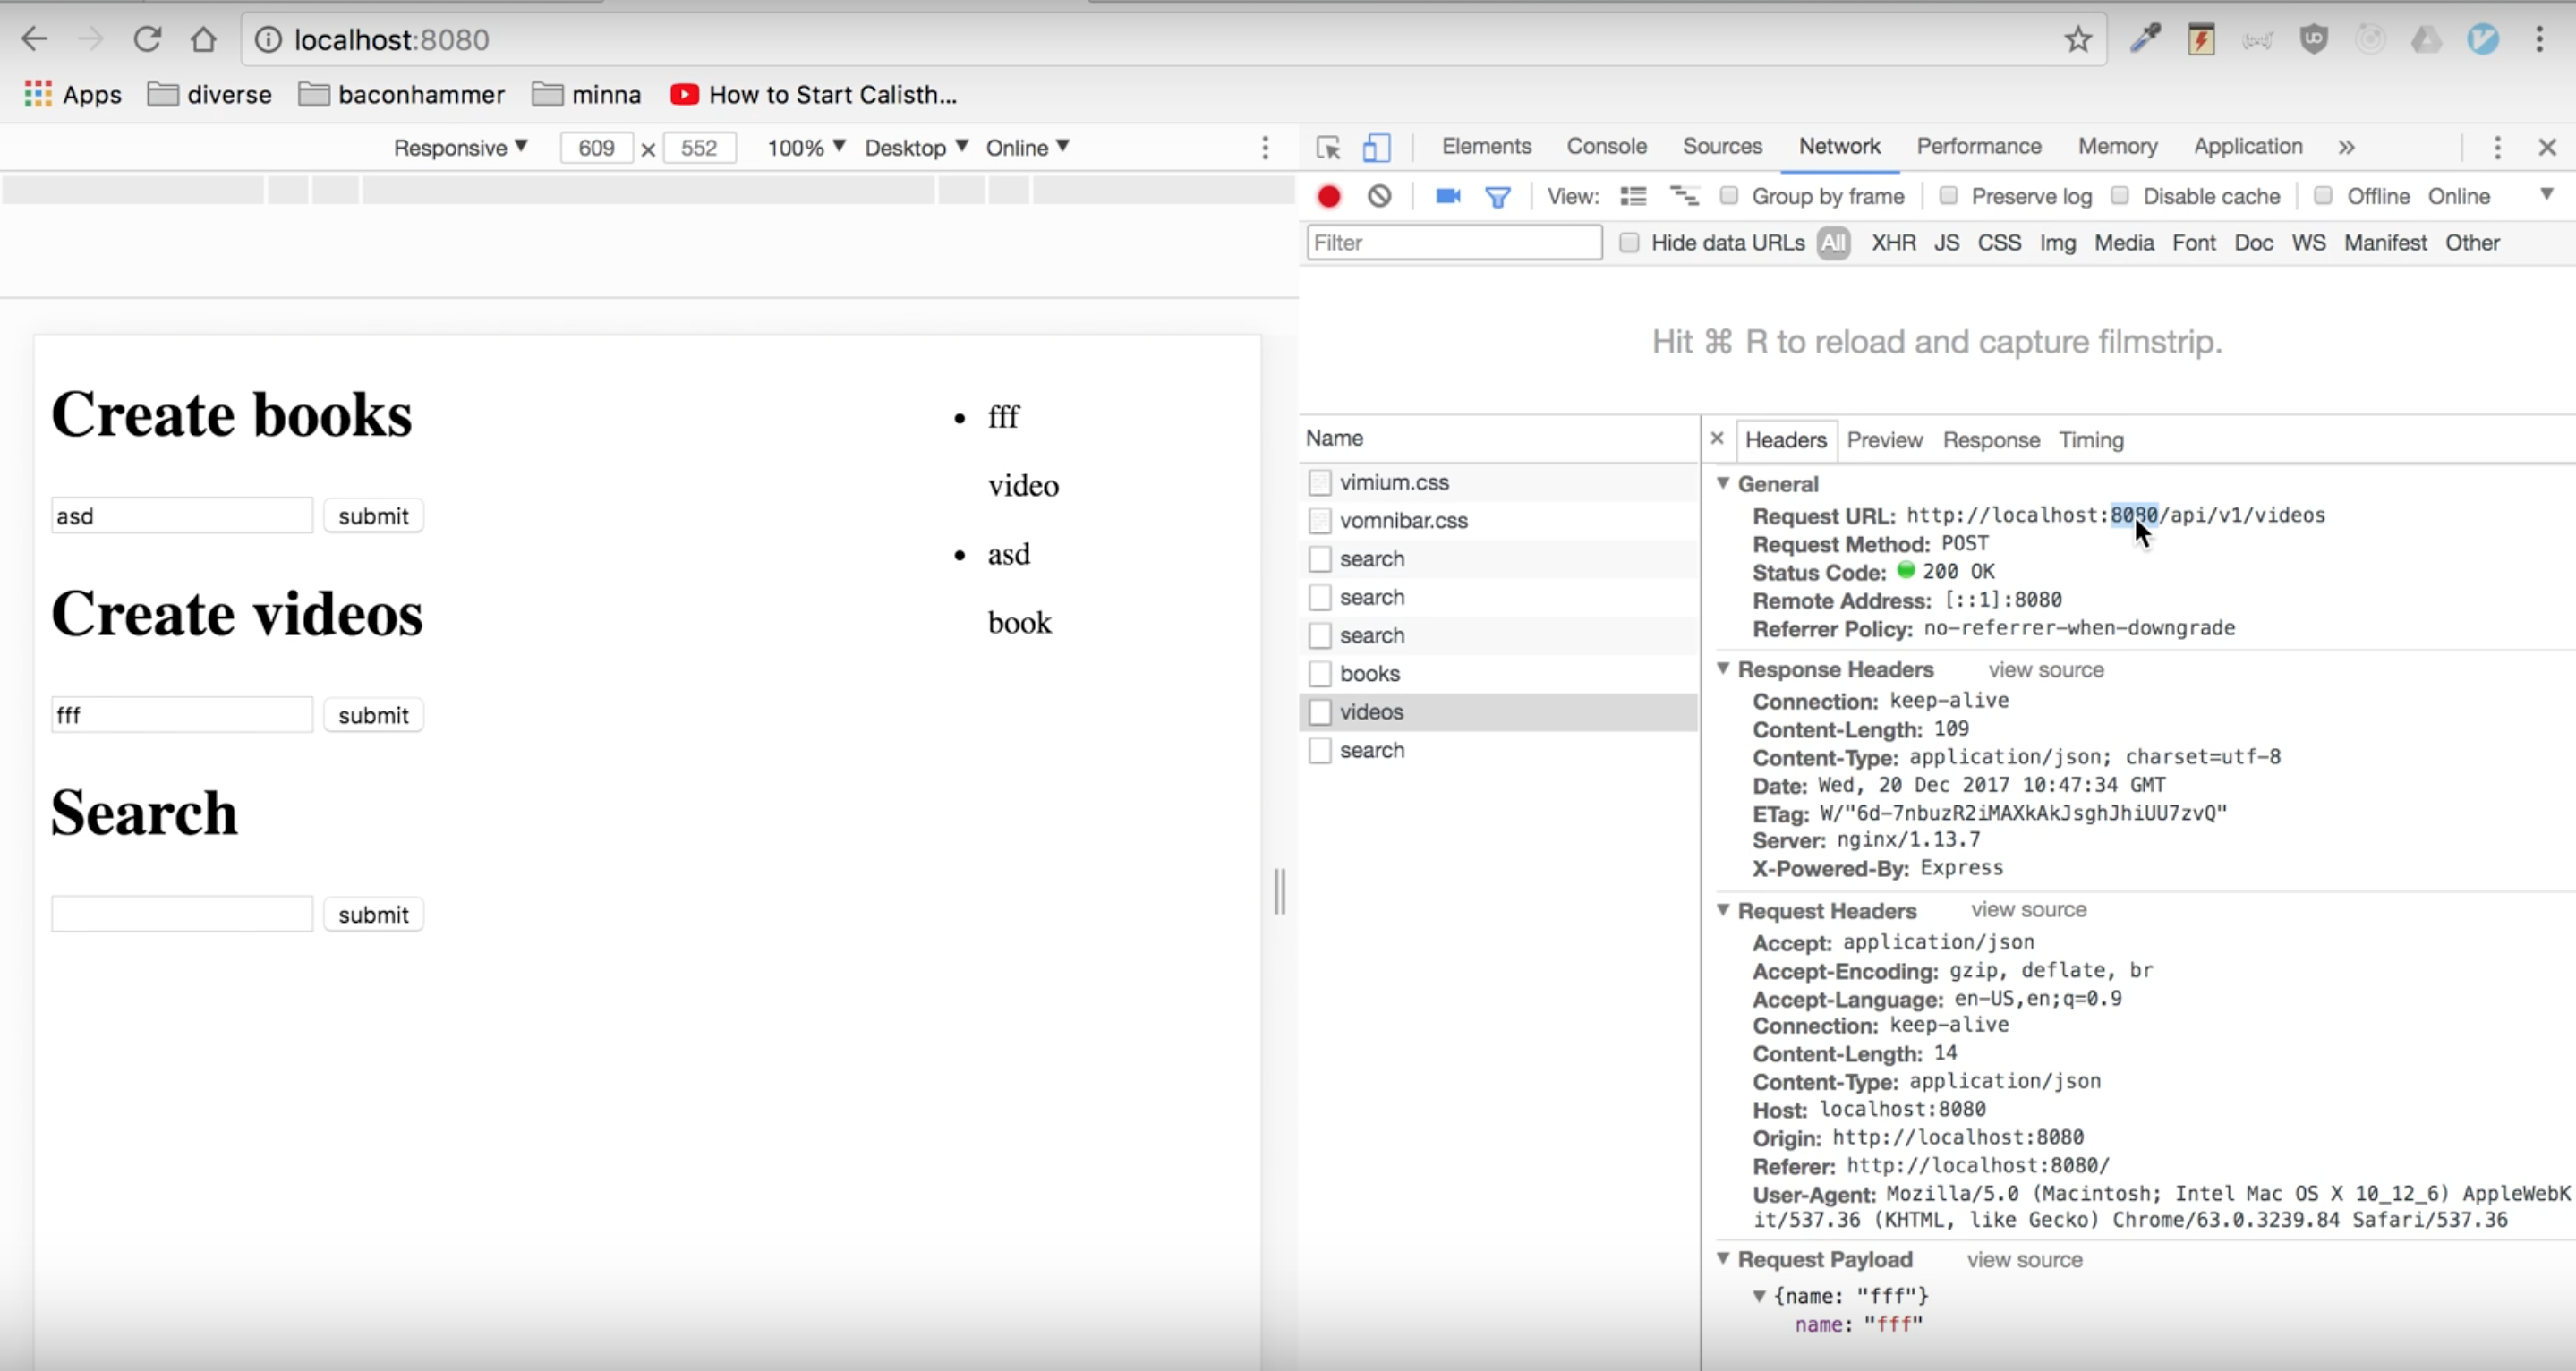 localhost:8080
Apps diverse baconhammer minna How to Start Calisth...
Responsive 609 × 552 100% Desktop Online
Elements Console Sources Network Performance Memory Application »
View: Group by frame Preserve log Disable cache Offline Online
Filter Hide data URLs All XHR JS CSS Img Media Font Doc WS Manifest Other
Hit ⌘ R to reload and capture filmstrip.
Create books
asd submit
Create videos
fff submit
Search
submit
• fff
video
• asd
book
Name
vimium.css
vomnibar.css
search
search
search
books
videos
search
× Headers Preview Response Timing
General
Request URL: http://localhost:8080/api/v1/videos
Request Method: POST
Status Code: 200 OK
Remote Address: [::1]:8080
Referrer Policy: no-referrer-when-downgrade
Response Headers view source
Connection: keep-alive
Content-Length: 109
Content-Type: application/json; charset=utf-8
Date: Wed, 20 Dec 2017 10:47:34 GMT
ETag: W/"6d-7nbuzR2iMAXkAkJsghJhiUU7zvQ"
Server: nginx/1.13.7
X-Powered-By: Express
Request Headers view source
Accept: application/json
Accept-Encoding: gzip, deflate, br
Accept-Language: en-US,en;q=0.9
Connection: keep-alive
Content-Length: 14
Content-Type: application/json
Host: localhost:8080
Origin: http://localhost:8080
Referer: http://localhost:8080/
User-Agent: Mozilla/5.0 (Macintosh; Intel Mac OS X 10_12_6) AppleWebK
it/537.36 (KHTML, like Gecko) Chrome/63.0.3239.84 Safari/537.36
Request Payload view source
{name: "fff"}
name: "fff"